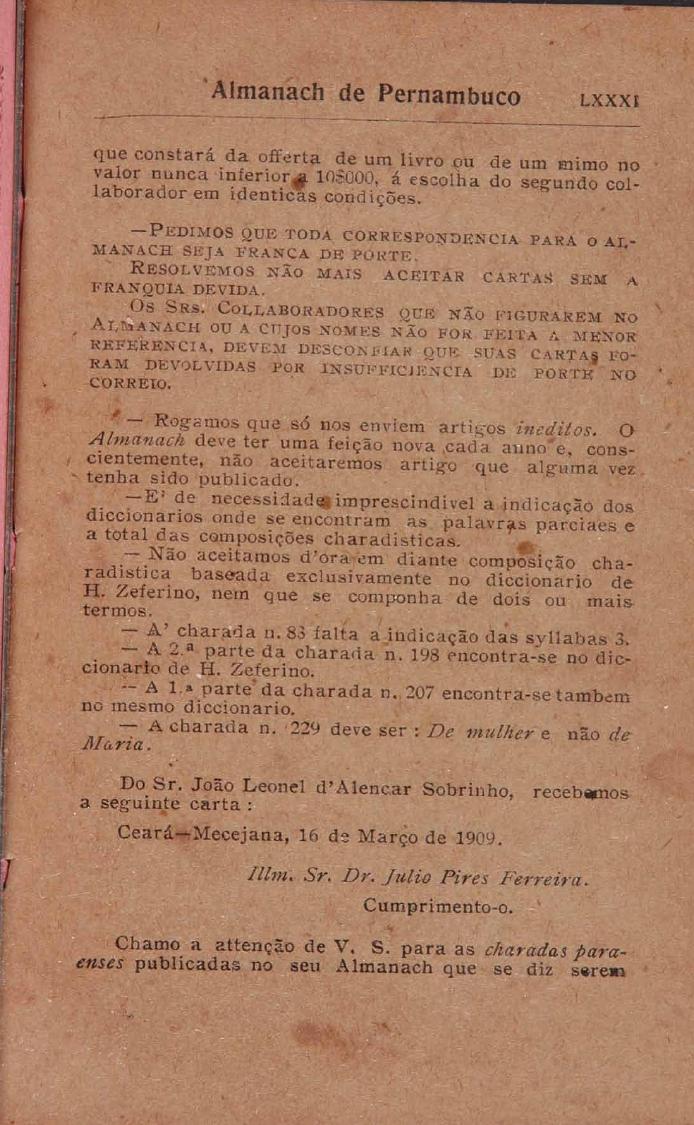 Almanach de Pernambuco LXXXI
que constará da offerta de um livro ou de um mimo no
valor nunca inferior a 10$000, á escolha do segundo col-
laborador em identicas condições.
—PEDIMOS QUE TODA CORRESPONDENCIA PARA O AL-
MANACH SEJA FRANCA DE PORTE.
RESOLVEMOS NÃO MAIS ACEITAR CARTAS SEM A
FRANQUIA DEVIDA.
OS SRS. COLLABORADORES QUE NÃO FIGURAREM NO
ALMANACH OU A CUJOS NOMES NÃO FOR FEITA A MENOR
REFERENCIA, DEVEM DESCONFIAR QUE SUAS CARTAS FO-
RAM DEVOLVIDAS POR INSUFFICIENCIA DE PORTE NO
CORREIO.
— Rogamos que só nos enviem artigos ineditos. O
Almanach deve ter uma feição nova cada anno e, cons-
cientemente, não aceitaremos artigo que alguma vez
tenha sido publicado.
—E' de necessidade imprescindivel a indicação dos
diccionarios onde se encontram as palavras parciaes e
a total das composições charadisticas.
— Não aceitamos d'ora em diante composição cha-
radistica baseada exclusivamente no diccionario de
H. Zeferino, nem que se componha de dois ou mais
termos.
— A' charada n. 83 falta a indicação das syllabas 3.
— A 2.ª parte da charada n. 198 encontra-se no dic-
cionario de H. Zeferino.
— A 1.ª parte da charada n. 207 encontra-se tambem
no mesmo diccionario.
— A charada n. 229 deve ser : De mulher e não de
Maria.
Do Sr. João Leonel d'Alencar Sobrinho, recebemos
a seguinte carta :
Ceará—Mecejana, 16 de Março de 1909.
Illm. Sr. Dr. Julio Pires Ferreira.
Cumprimento-o.
Chamo a attenção de V. S. para as charadas para-
enses publicadas no seu Almanach que se diz serem